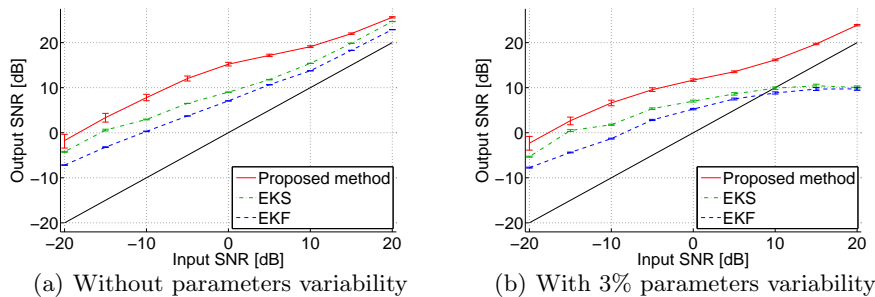 Output SNR [dB]
20
10
0
−10
−20
−20
−10
0
10
20
Input SNR [dB]
Proposed method
EKS
EKF
(a) Without parameters variability
Output SNR [dB]
20
10
0
−10
−20
−20
−10
0
10
20
Input SNR [dB]
Proposed method
EKS
EKF
(b) With 3% parameters variability